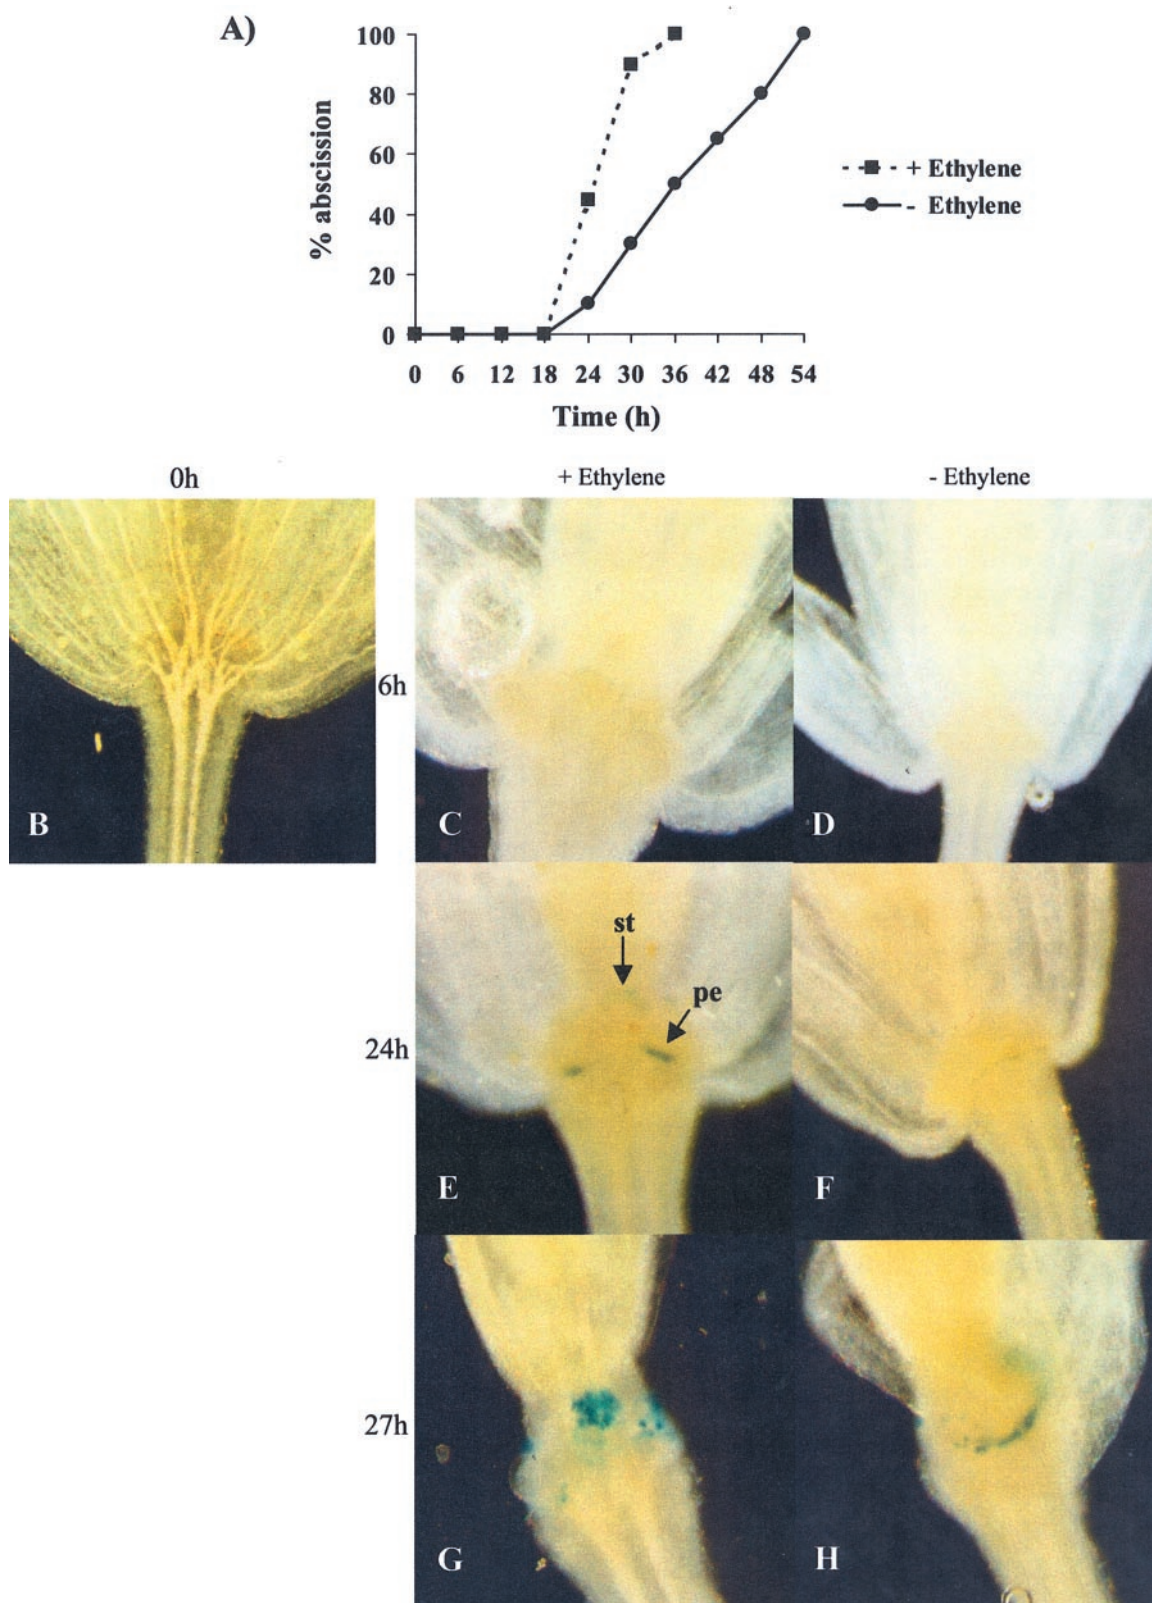 A)
100
80
60
40
20
0
% abscission
0 6 12 18 24 30 36 42 48 54
Time (h)
+ Ethylene
- Ethylene
0h
+ Ethylene
- Ethylene
6h
B
C
D
24h
st
pe
E
F
27h
G
H